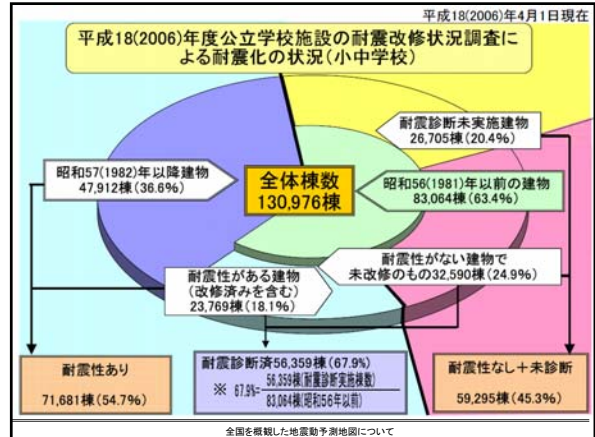 平成18(2006)年4月1日現在
平成18(2006)年度公立学校施設の耐震改修状況調査に
よる耐震化の状況(小中学校)
耐震診断未実施建物
26,705棟(20.4%)
昭和57(1982)年以降建物
47,912棟(36.6%)
全体棟数
130,976棟
昭和56(1981)年以前の建物
83,064棟(63.4%)
耐震性がある建物
(改修済みを含む)
23,769棟(18.1%)
耐震性がない建物で
未改修のもの32,590棟(24.9%)
耐震性あり
71,681棟(54.7%)
耐震診断済56,359棟(67.9%)
※ 67.9%=56,359棟(耐震診断実施棟数)
83,064棟(昭和56年以前)
耐震性なし+未診断
59,295棟(45.3%)
全国を概観した地震動予測地図について